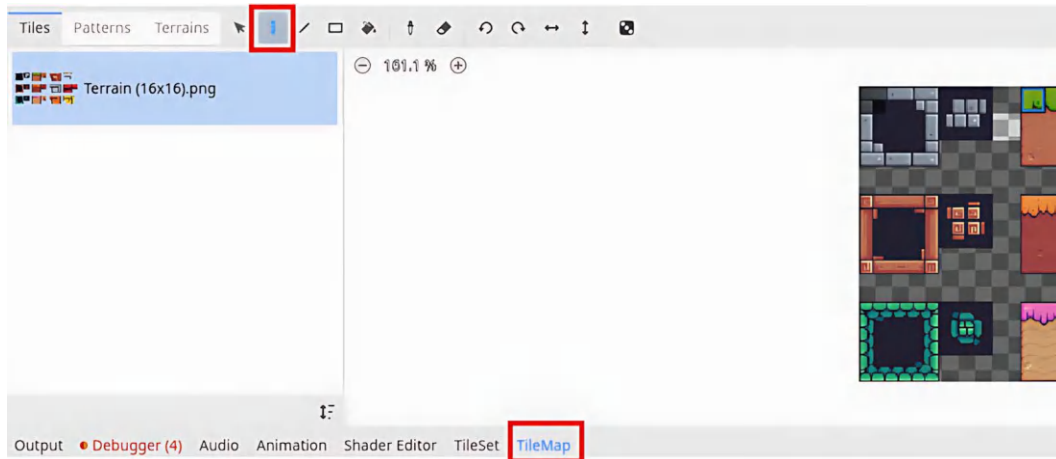 Tiles Patterns Terrains
161.1 %
Terrain (16x16).png
Output Debugger (4) Audio Animation Shader Editor TileSet TileMap